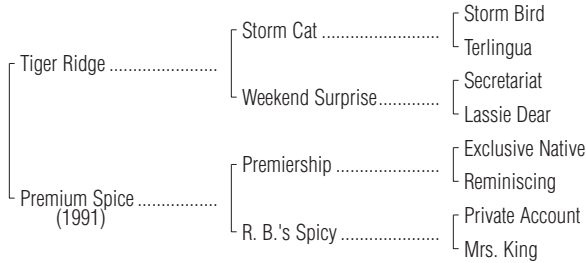 Storm Bird
Storm Cat ........................
Terlingua
Tiger Ridge ......................
Secretariat
Weekend Surprise.............
Lassie Dear
Exclusive Native
Premiership .....................
Reminiscing
Premium Spice ................
(1991)
Private Account
R. B.'s Spicy ....................
Mrs. King